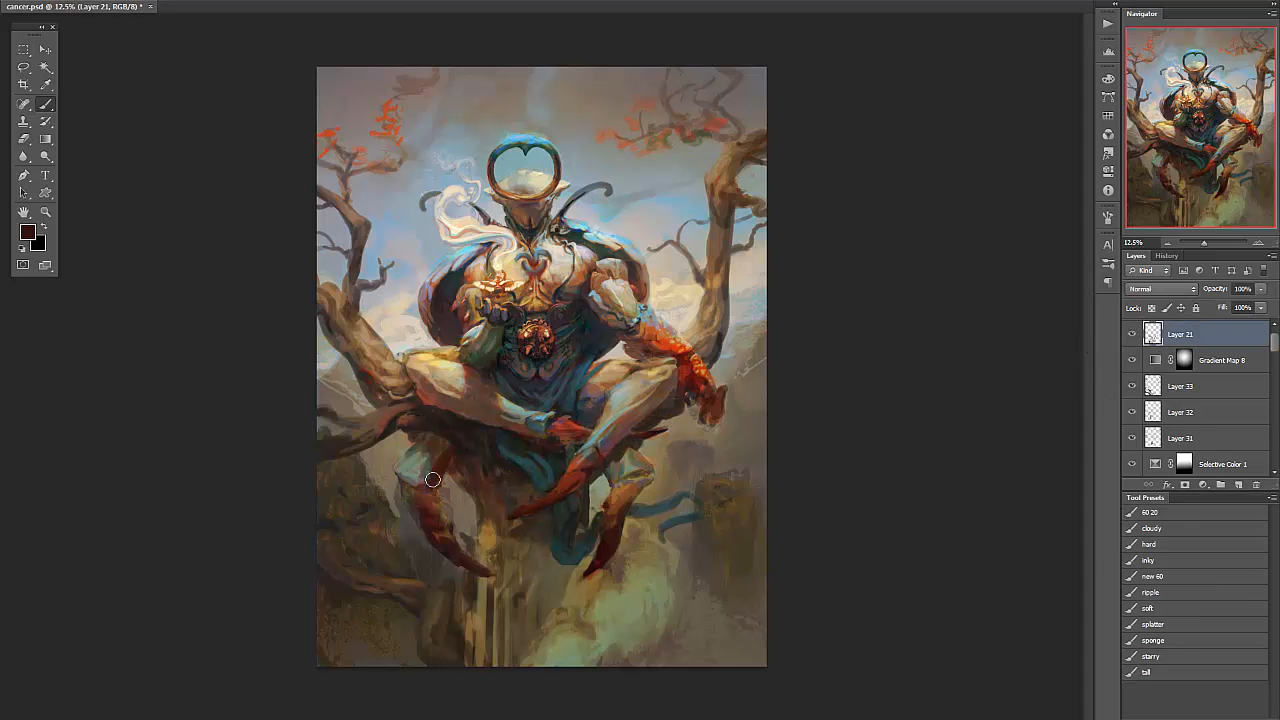 cancer.psd @ 12.5% (Layer 21, RGB/8) *
Navigator
12.5%
Layers History
Kind
Normal Opacity: 100%
Lock: Fill: 100%
Layer 21
Gradient Map 8
Layer 33
Layer 32
Layer 31
Selective Color 1
Tool Presets
60 20
cloudy
hard
inky
new 60
ripple
soft
splatter
sponge
starry
tall